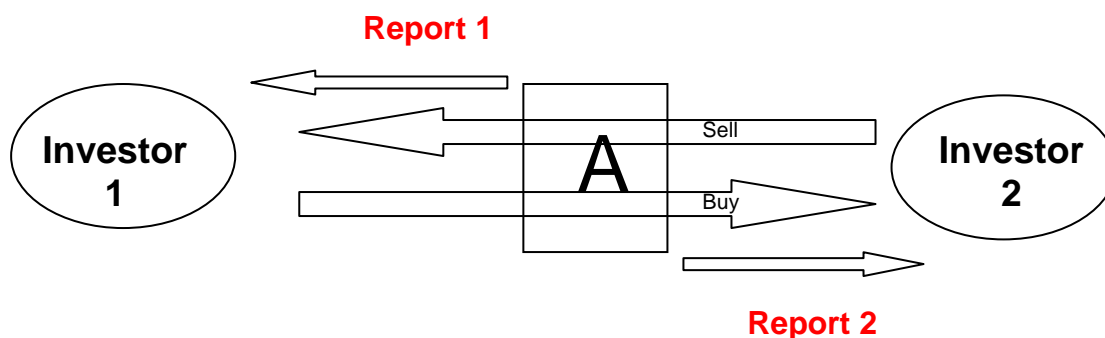 Report 1
Investor
1
A
Sell
Buy
Investor
2
Report 2